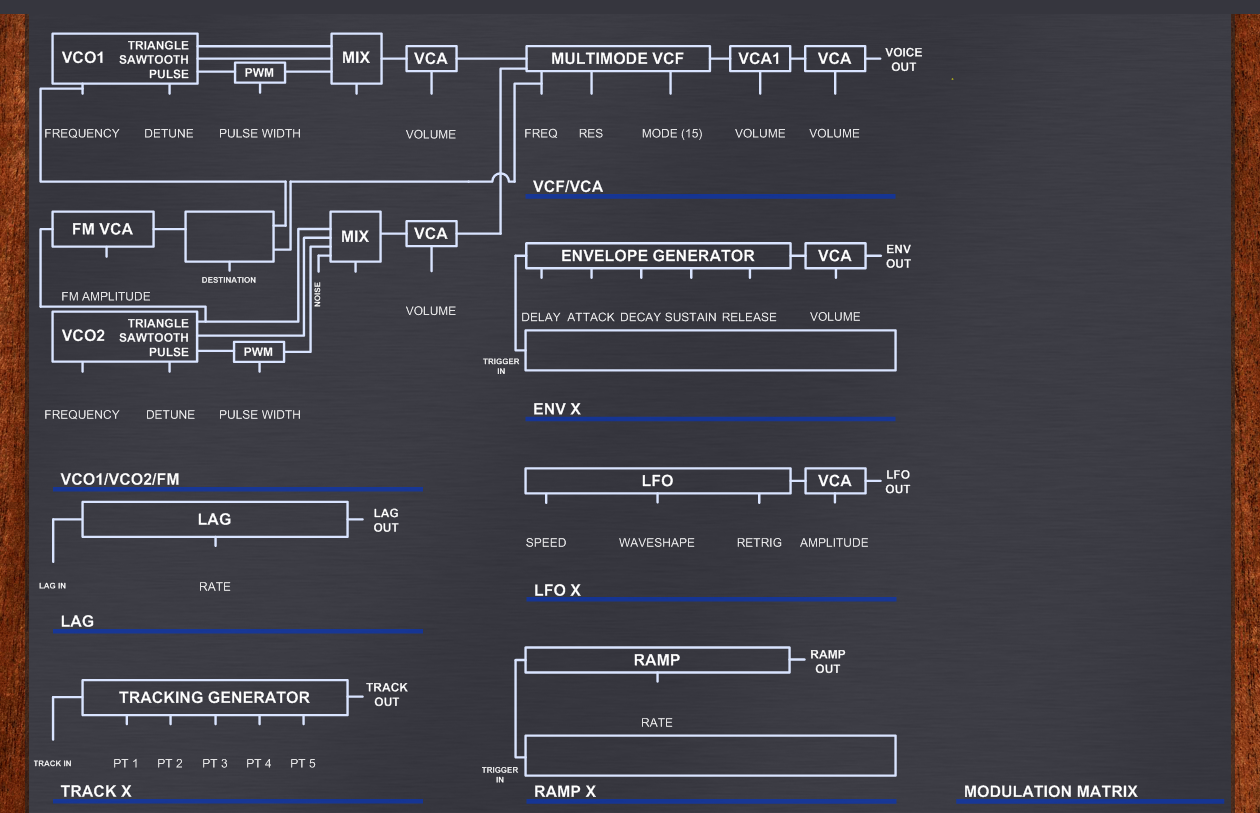 VCO1
TRIANGLE
SAWTOOTH
PULSE
PWM
MIX
VCA
FREQUENCY
DETUNE
PULSE WIDTH
VOLUME
FM VCA
DESTINATION
FM AMPLITUDE
MIX
NOISE
VCA
VOLUME
VCO2
TRIANGLE
SAWTOOTH
PULSE
PWM
FREQUENCY
DETUNE
PULSE WIDTH
VCO1/VCO2/FM
LAG
LAG
OUT
LAG IN
RATE
LAG
TRACKING GENERATOR
TRACK
OUT
TRACK IN
PT 1
PT 2
PT 3
PT 4
PT 5
TRACK X
MULTIMODE VCF
VCA1
VCA
VOICE
OUT
FREQ
RES
MODE (15)
VOLUME
VOLUME
VCF/VCA
ENVELOPE GENERATOR
VCA
ENV
OUT
DELAY
ATTACK
DECAY
SUSTAIN
RELEASE
VOLUME
TRIGGER
IN
ENV X
LFO
VCA
LFO
OUT
SPEED
WAVESHAPE
RETRIG
AMPLITUDE
LFO X
RAMP
RAMP
OUT
RATE
TRIGGER
IN
RAMP X
MODULATION MATRIX